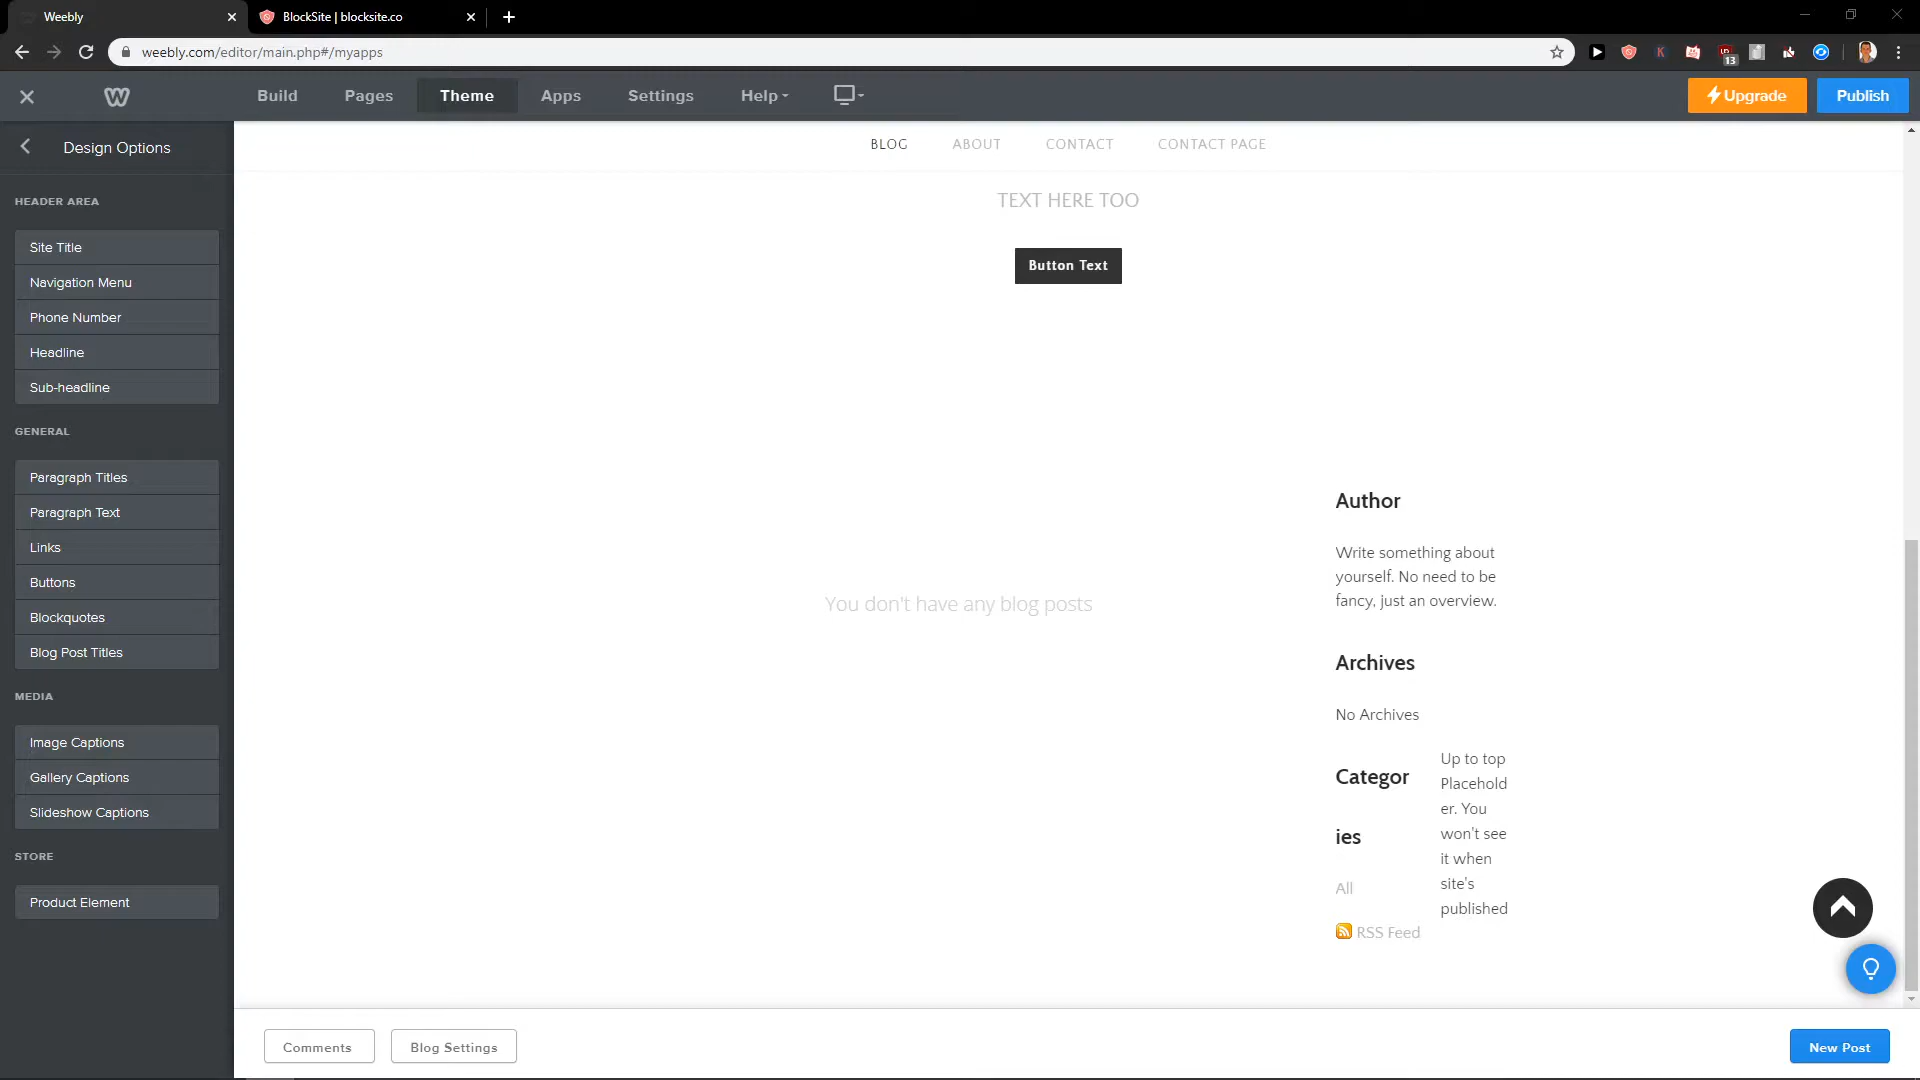 Weebly
BlockSite | blocksite.co
weebly.com/editor/main.php#/myapps
13
Build
Pages
Theme
Apps
Settings
Help
Upgrade
Publish
Design Options
HEADER AREA
Site Title
Navigation Menu
Phone Number
Headline
Sub-headline
GENERAL
Paragraph Titles
Paragraph Text
Links
Buttons
Blockquotes
Blog Post Titles
MEDIA
Image Captions
Gallery Captions
Slideshow Captions
STORE
Product Element
BLOG
ABOUT
CONTACT
CONTACT PAGE
TEXT HERE TOO
Button Text
You don't have any blog posts
Author
Write something about
yourself. No need to be
fancy, just an overview.
Archives
No Archives
Categor
ies
All
RSS Feed
Up to top
Placehold
er. You
won't see
it when
site's
published
Comments
Blog Settings
New Post